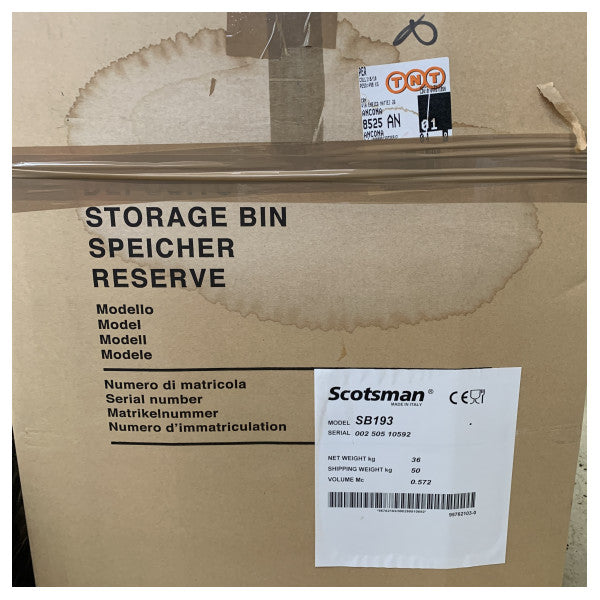 TNT
ANCONA
8525 AN
01
ANCONA
STORAGE BIN
SPEICHER
RESERVE
Modello
Model
Modell
Modele
Numero di matricola
Serial number
Matrikelnummer
Numero d'immatriculation
Scotsman®
MADE IN ITALY
CE
MODEL SB193
SERIAL 002 505 10592
NET WEIGHT kg 36
SHIPPING WEIGHT kg 50
VOLUME Mc 0.572